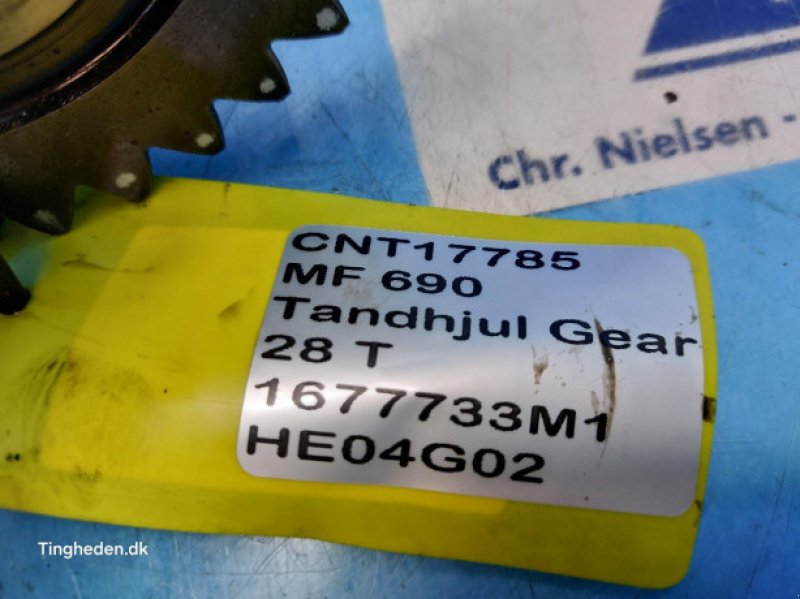 Chr. Nielsen -
CNT17785
MF 690
Tandhjul Gear
28 T
1677733M1
HE04G02
Tingheden.dk